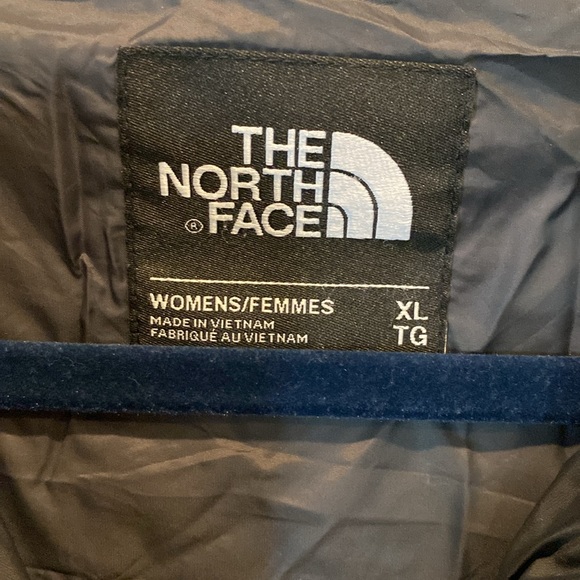 THE
NORTH
® FACE
WOMENS/FEMMES XL
MADE IN VIETNAM TG
FABRIQUÉ AU VIETNAM